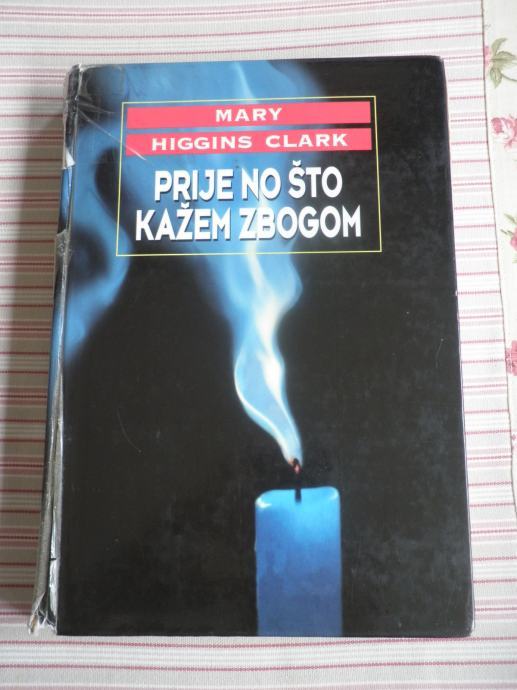 MARY
HIGGINS CLARK
PRIJE NO ŠTO
KAŽEM ZBOGOM